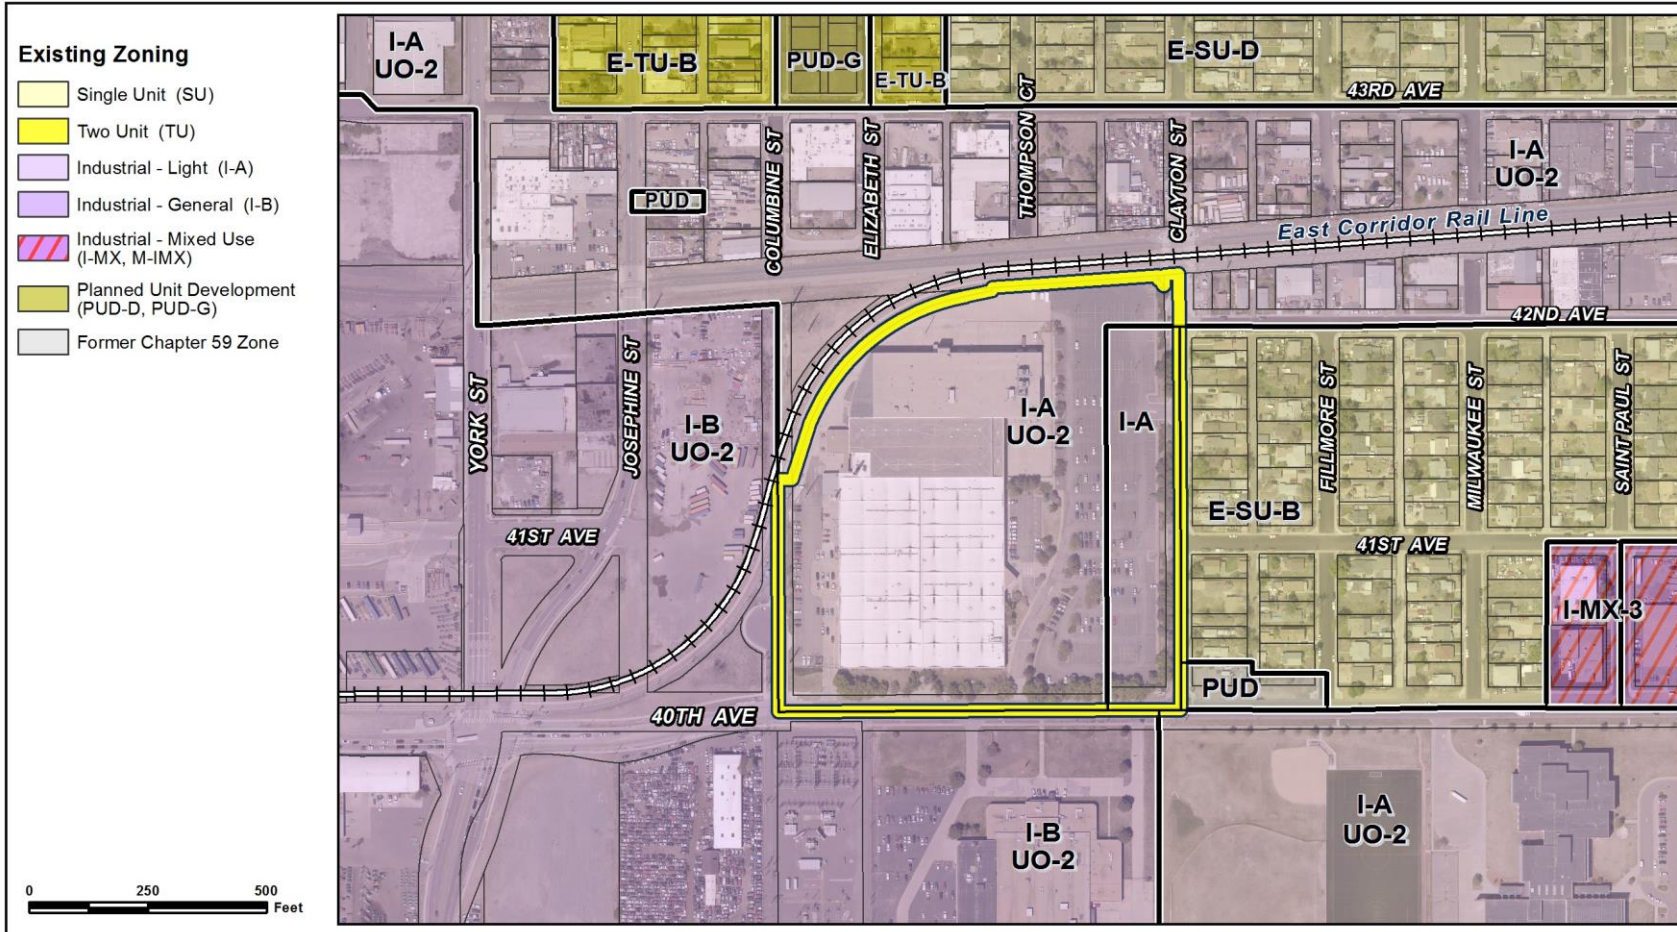 Existing Zoning
Single Unit (SU)
Two Unit (TU)
Industrial - Light (I-A)
Industrial - General (I-B)
Industrial - Mixed Use
(I-MX, M-IMX)
Planned Unit Development
(PUD-D, PUD-G)
Former Chapter 59 Zone
0
250
500
Feet
I-A
UO-2
E-TU-B
PUD-G
E-TU-B
E-SU-D
43RD AVE
THOMPSON CT
COLUMBINE ST
ELIZABETH ST
CLAYTON ST
I-A
UO-2
PUD
East Corridor Rail Line
42ND AVE
YORK ST
JOSEPHINE ST
I-B
UO-2
I-A
UO-2
I-A
FILLMORE ST
MILWAUKEE ST
SAINT PAUL ST
E-SU-B
41ST AVE
41ST AVE
I-MX-3
PUD
40TH AVE
I-B
UO-2
I-A
UO-2